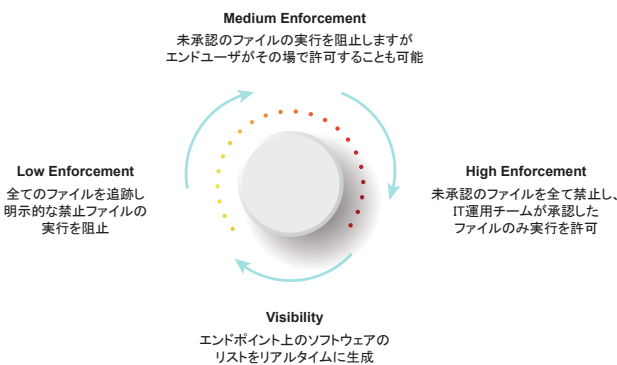 Medium Enforcement
未承認のファイルの実行を阻止しますが
エンドユーザがその場で許可することも可能
Low Enforcement
全てのファイルを追跡し
明示的な禁止ファイルの
実行を阻止
High Enforcement
未承認のファイルを全て禁止し、
IT運用チームが承認した
ファイルのみ実行を許可
Visibility
エンドポイント上のソフトウェアの
リストをリアルタイムに生成